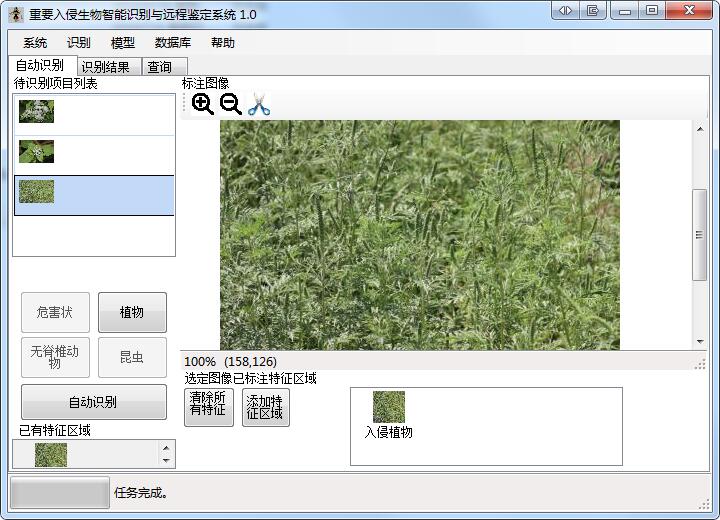 重要入侵生物智能识别与远程鉴定系统 1.0
系统 识别 模型 数据库 帮助
自动识别 识别结果 查询
待识别项目列表
标注图像
危害状 植物
无脊椎动
物
昆虫
自动识别
已有特征区域
100% (158,126)
选定图像已标注特征区域
清除所
有特征
添加特
征区域
入侵植物
任务完成。